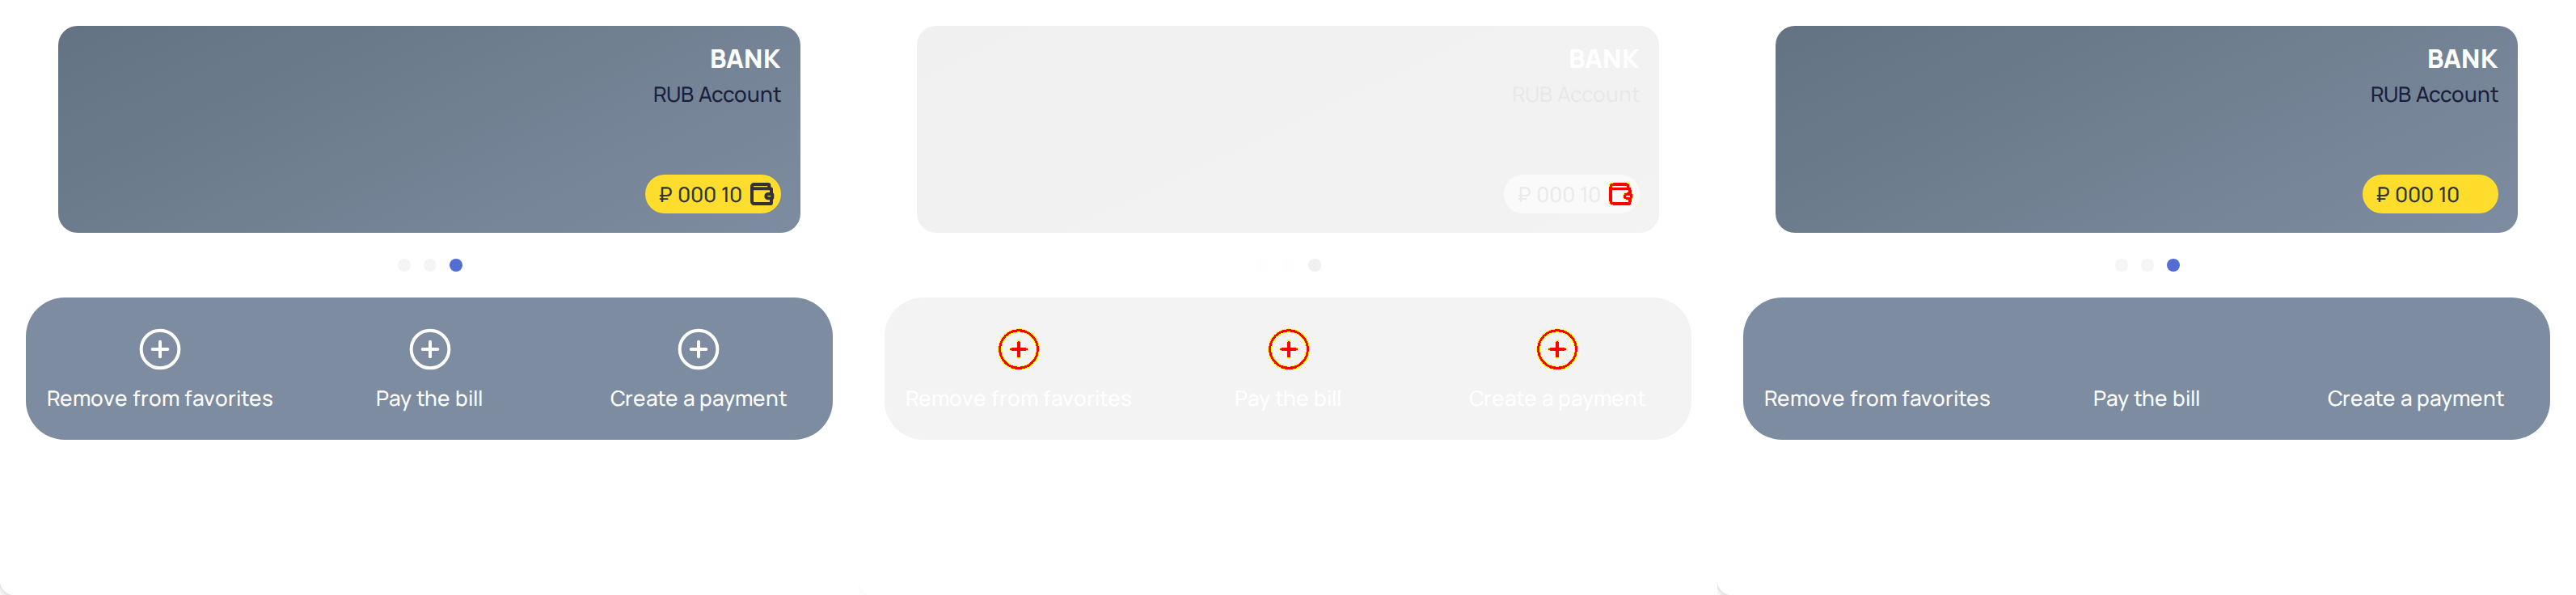 BANK
RUB Account
₽ 000 10
Remove from favorites
Pay the bill
Create a payment
BANK
RUB Account
₽ 000 10
Remove from favorites
Pay the bill
Create a payment
BANK
RUB Account
₽ 000 10
Remove from favorites
Pay the bill
Create a payment